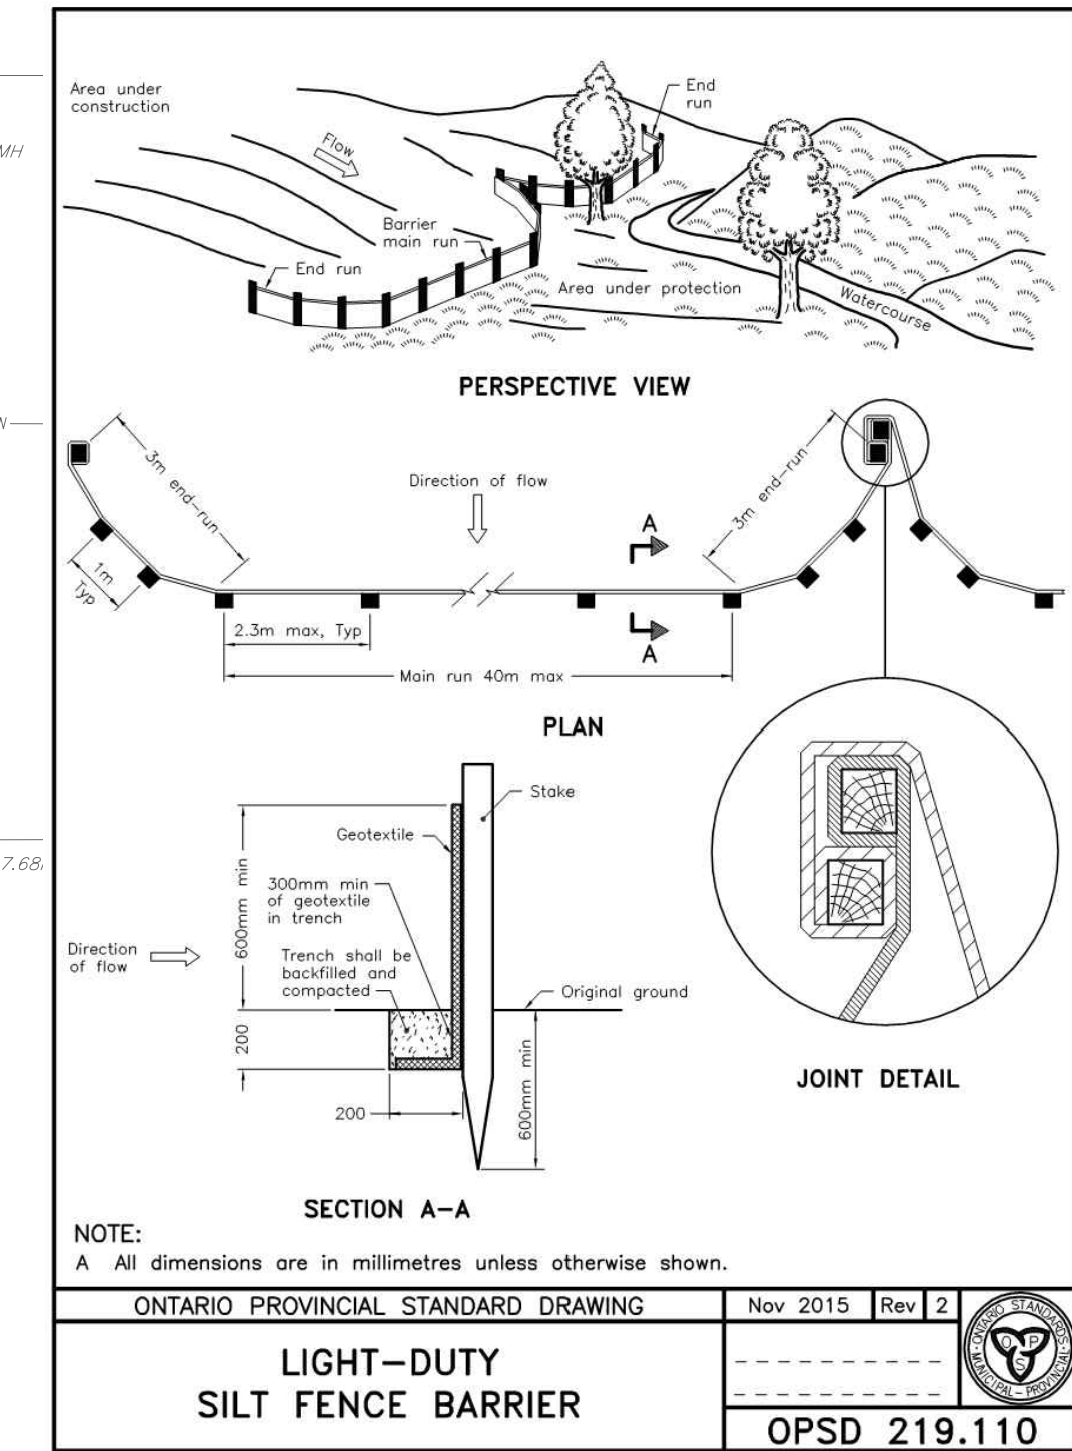 MH
7.68
Area under
construction
Flow
End
run
Barrier
main run
End run
Area under protection
Watercourse
PERSPECTIVE VIEW
3m end-run
Direction of flow
3m end-run
A
1m
Typ
2.3m max, Typ
A
Main run 40m max
PLAN
Stake
Geotextile
600mm min
300mm min
of geotextile
in trench
Direction
of flow
Trench shall be
backfilled and
compacted
Original ground
200
600mm min
200
JOINT DETAIL
SECTION A-A
NOTE:
A All dimensions are in millimetres unless otherwise shown.
ONTARIO PROVINCIAL STANDARD DRAWING
Nov 2015 Rev 2
ONTARIO STANDARDS
OPS
MUNICIPAL - PROVINCIAL
LIGHT-DUTY
SILT FENCE BARRIER
OPSD 219.110